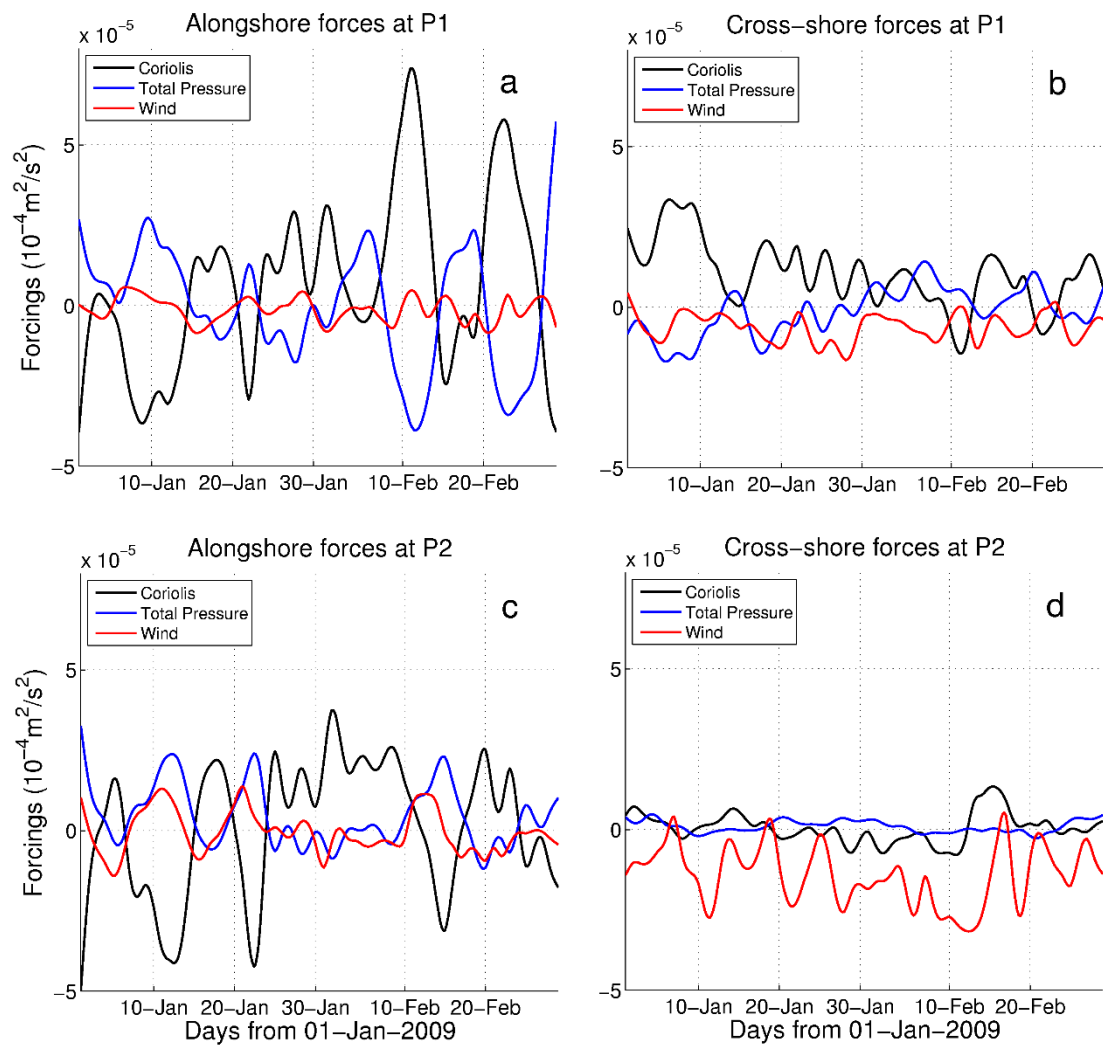 Alongshore forces at P1
x 10⁻⁵
Coriolis
Total Pressure
Wind
a
5
0
−5
Forcings (10⁻⁴m²/s²)
10−Jan 20−Jan 30−Jan 10−Feb 20−Feb
Cross−shore forces at P1
x 10⁻⁵
Coriolis
Total Pressure
Wind
b
5
0
−5
10−Jan 20−Jan 30−Jan 10−Feb 20−Feb
Alongshore forces at P2
x 10⁻⁵
Coriolis
Total Pressure
Wind
c
5
0
−5
Forcings (10⁻⁴m²/s²)
10−Jan 20−Jan 30−Jan 10−Feb 20−Feb
Days from 01−Jan−2009
Cross−shore forces at P2
x 10⁻⁵
Coriolis
Total Pressure
Wind
d
5
0
−5
10−Jan 20−Jan 30−Jan 10−Feb 20−Feb
Days from 01−Jan−2009